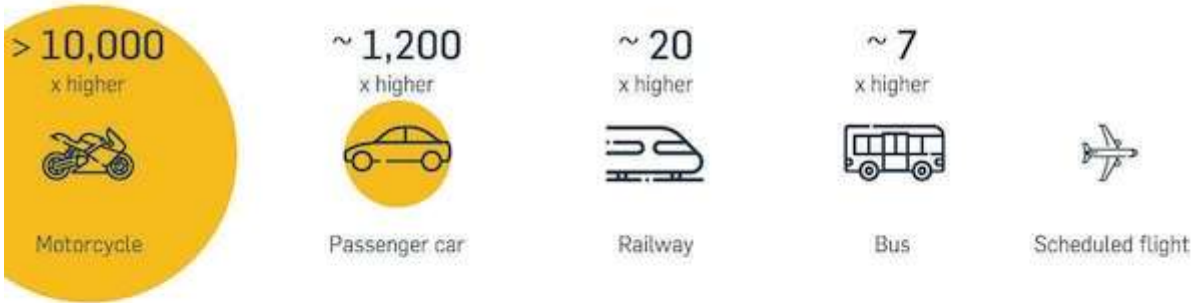 > 10,000
x higher
Motorcycle
~ 1,200
x higher
Passenger car
~ 20
x higher
Railway
~ 7
x higher
Bus
Scheduled flight